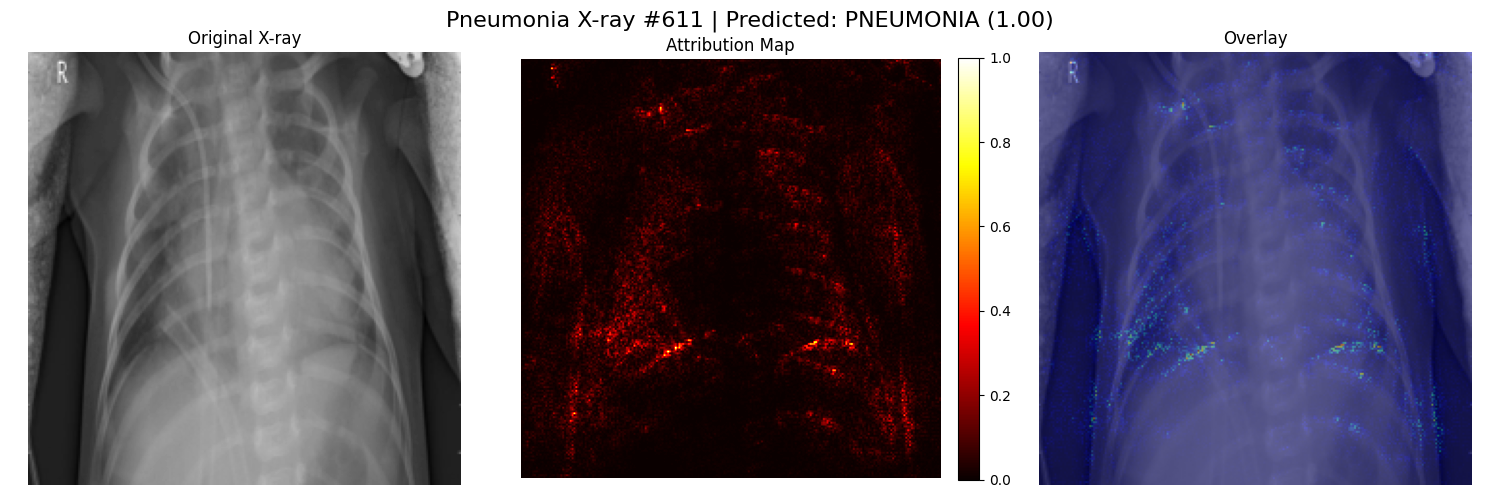 Pneumonia X-ray #611 | Predicted: PNEUMONIA (1.00)
Original X-ray
Attribution Map
Overlay
R
R
1.0
0.8
0.6
0.4
0.2
0.0